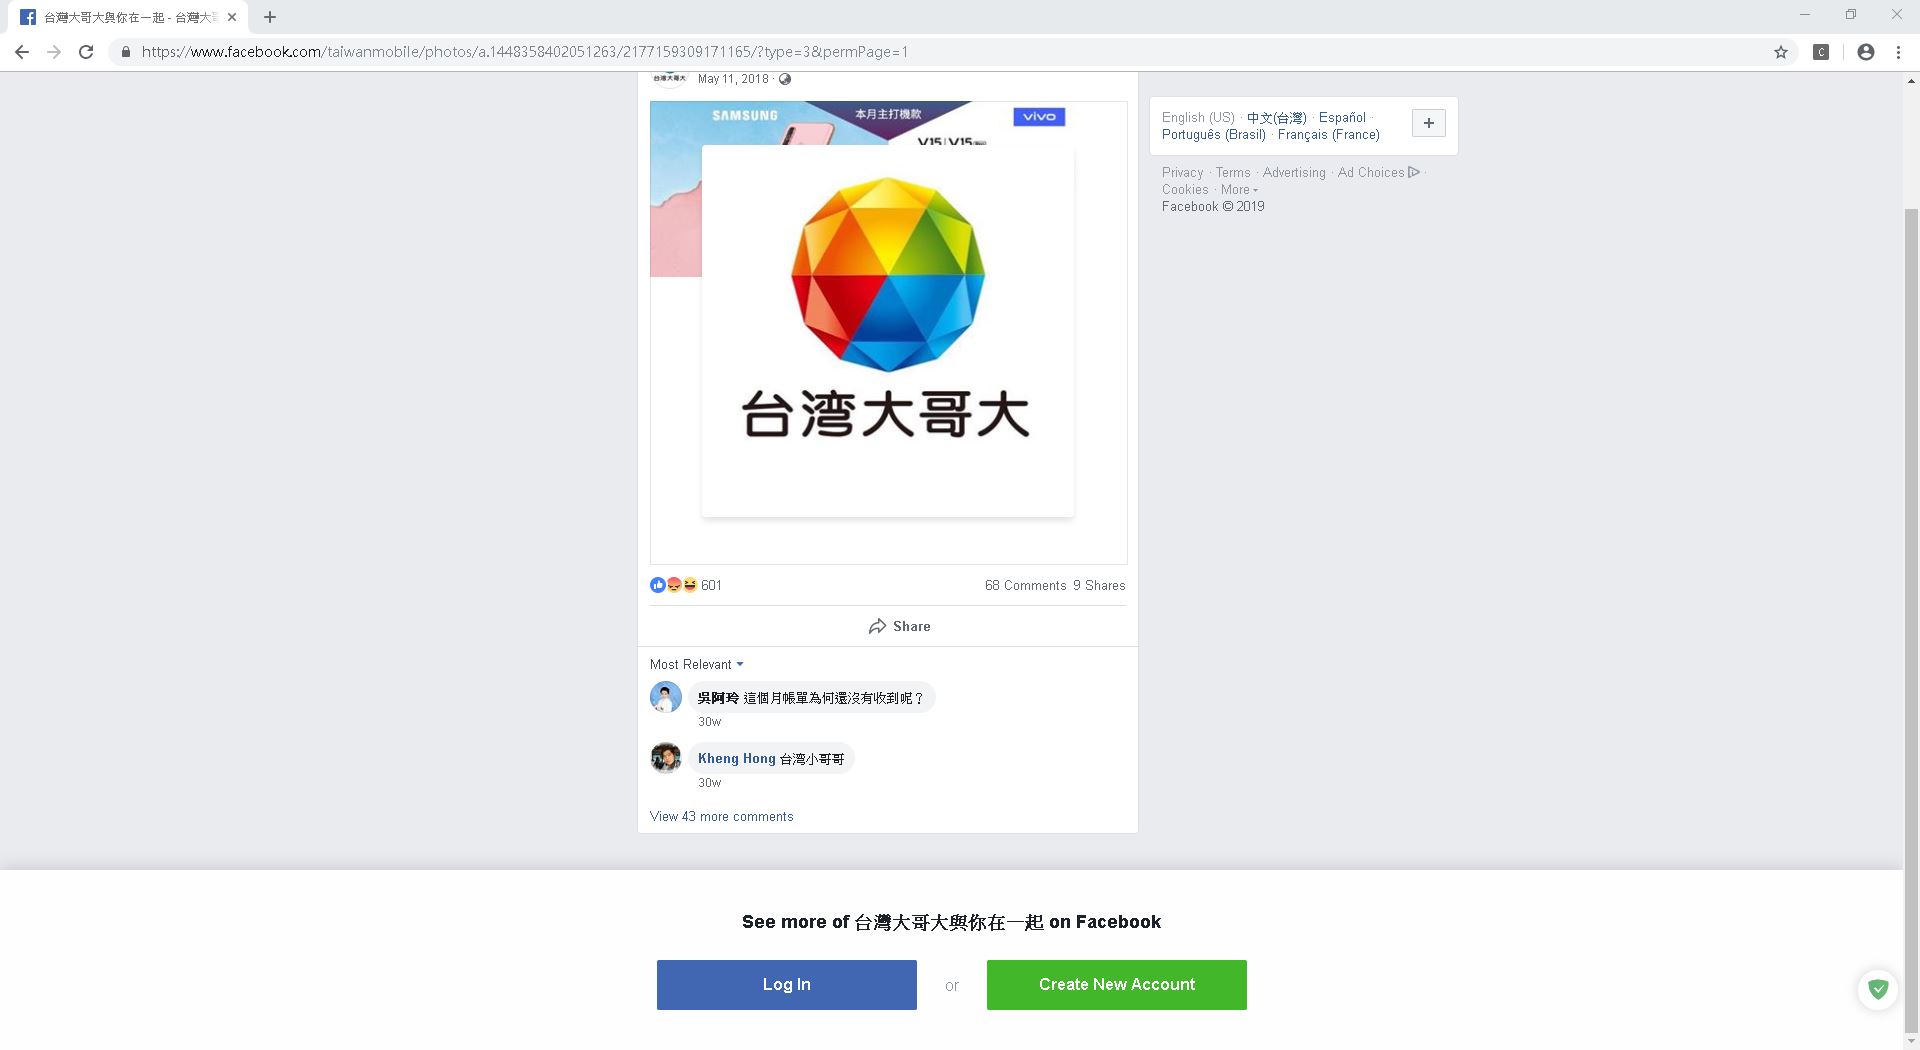 台灣大哥大與你在一起 - 台灣大哥
https://www.facebook.com/taiwanmobile/photos/a.1448358402051263/2177159309171165/?type=3&permPage=1
C
台灣大哥大
May 11, 2018 ·
SAMSUNG
本月主打機款
vivo
V15 | V15
台湾大哥大
601
68 Comments 9 Shares
Share
Most Relevant
吳阿玲 這個月帳單為何還沒有收到呢？
30w
Kheng Hong 台湾小哥哥
30w
View 43 more comments
English (US) · 中文(台灣) · Español ·
Português (Brasil) · Français (France)
+
Privacy · Terms · Advertising · Ad Choices ·
Cookies · More
Facebook © 2019
See more of 台灣大哥大與你在一起 on Facebook
Log In
or
Create New Account